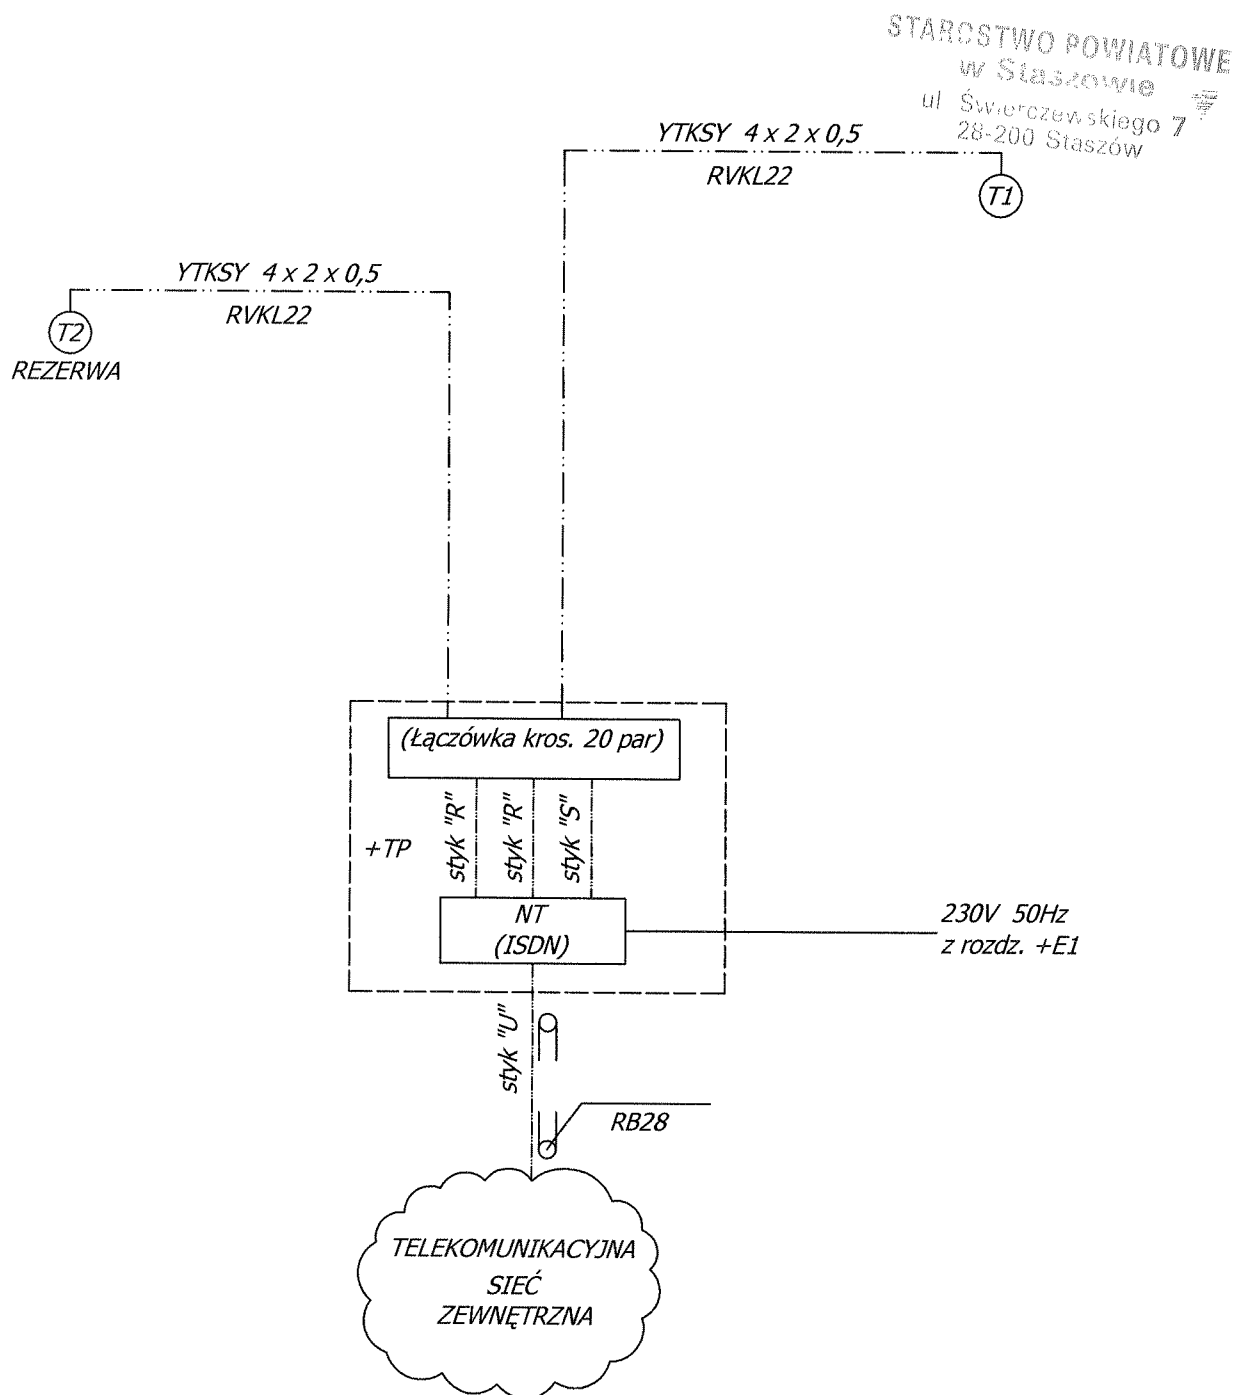 STAROSTWO POWIATOWE
w Staszowie
ul Świerczewskiego 7
28-200 Staszów
YTKSY 4 x 2 x 0,5
RVKL22
T1
YTKSY 4 x 2 x 0,5
RVKL22
T2
REZERWA
(Łączówka kros. 20 par)
styk "R"
styk "R"
styk "S"
+TP
NT
(ISDN)
230V 50Hz
z rozdz. +E1
styk "U"
RB28
TELEKOMUNIKACYJNA
SIEĆ
ZEWNĘTRZNA